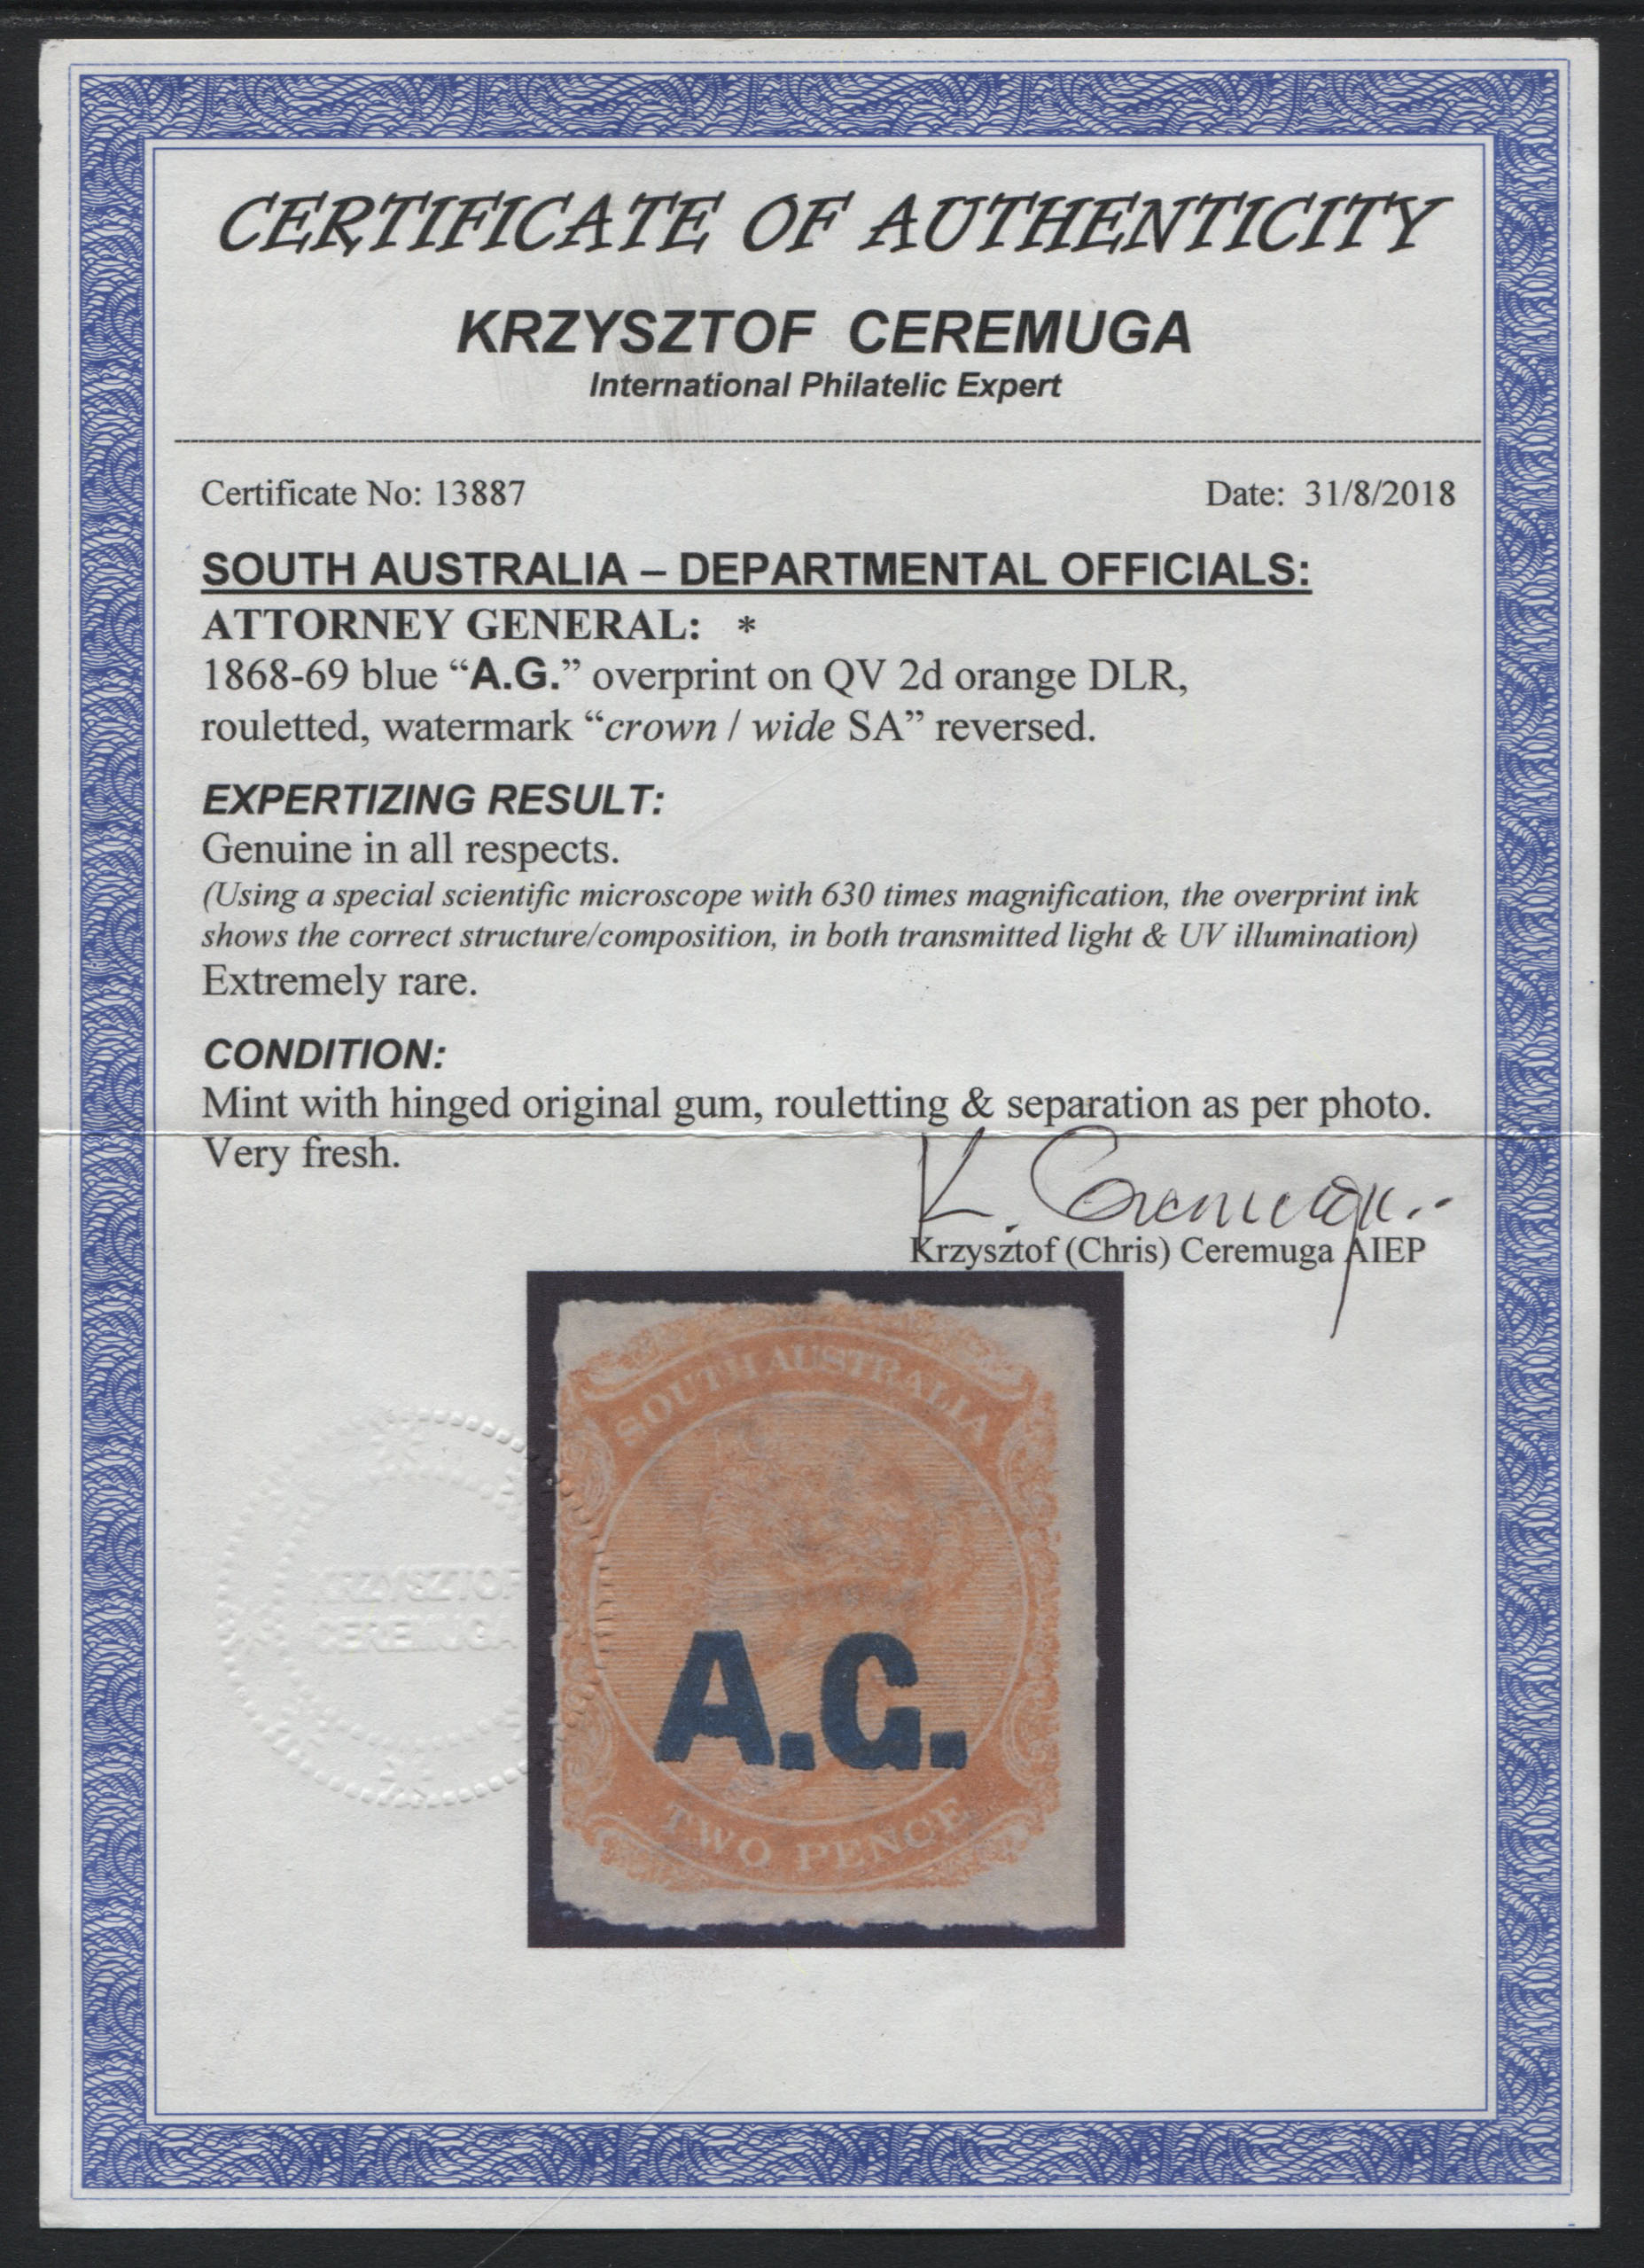 CERTIFICATE OF AUTHENTICITY
KRZYSZTOF CEREMUGA
International Philatelic Expert
Certificate No: 13887 Date: 31/8/2018
SOUTH AUSTRALIA – DEPARTMENTAL OFFICIALS:
ATTORNEY GENERAL: *
1868-69 blue “A.G.” overprint on QV 2d orange DLR,
rouletted, watermark “crown / wide SA” reversed.
EXPERTIZING RESULT:
Genuine in all respects.
(Using a special scientific microscope with 630 times magnification, the overprint ink
shows the correct structure/composition, in both transmitted light & UV illumination)
Extremely rare.
CONDITION:
Mint with hinged original gum, rouletting & separation as per photo.
Very fresh.
K. Ceremuga
Krzysztof (Chris) Ceremuga AIEP
SOUTH AUSTRALIA
KRZYSZTOF
CEREMUGA
A.G.
TWO PENCE